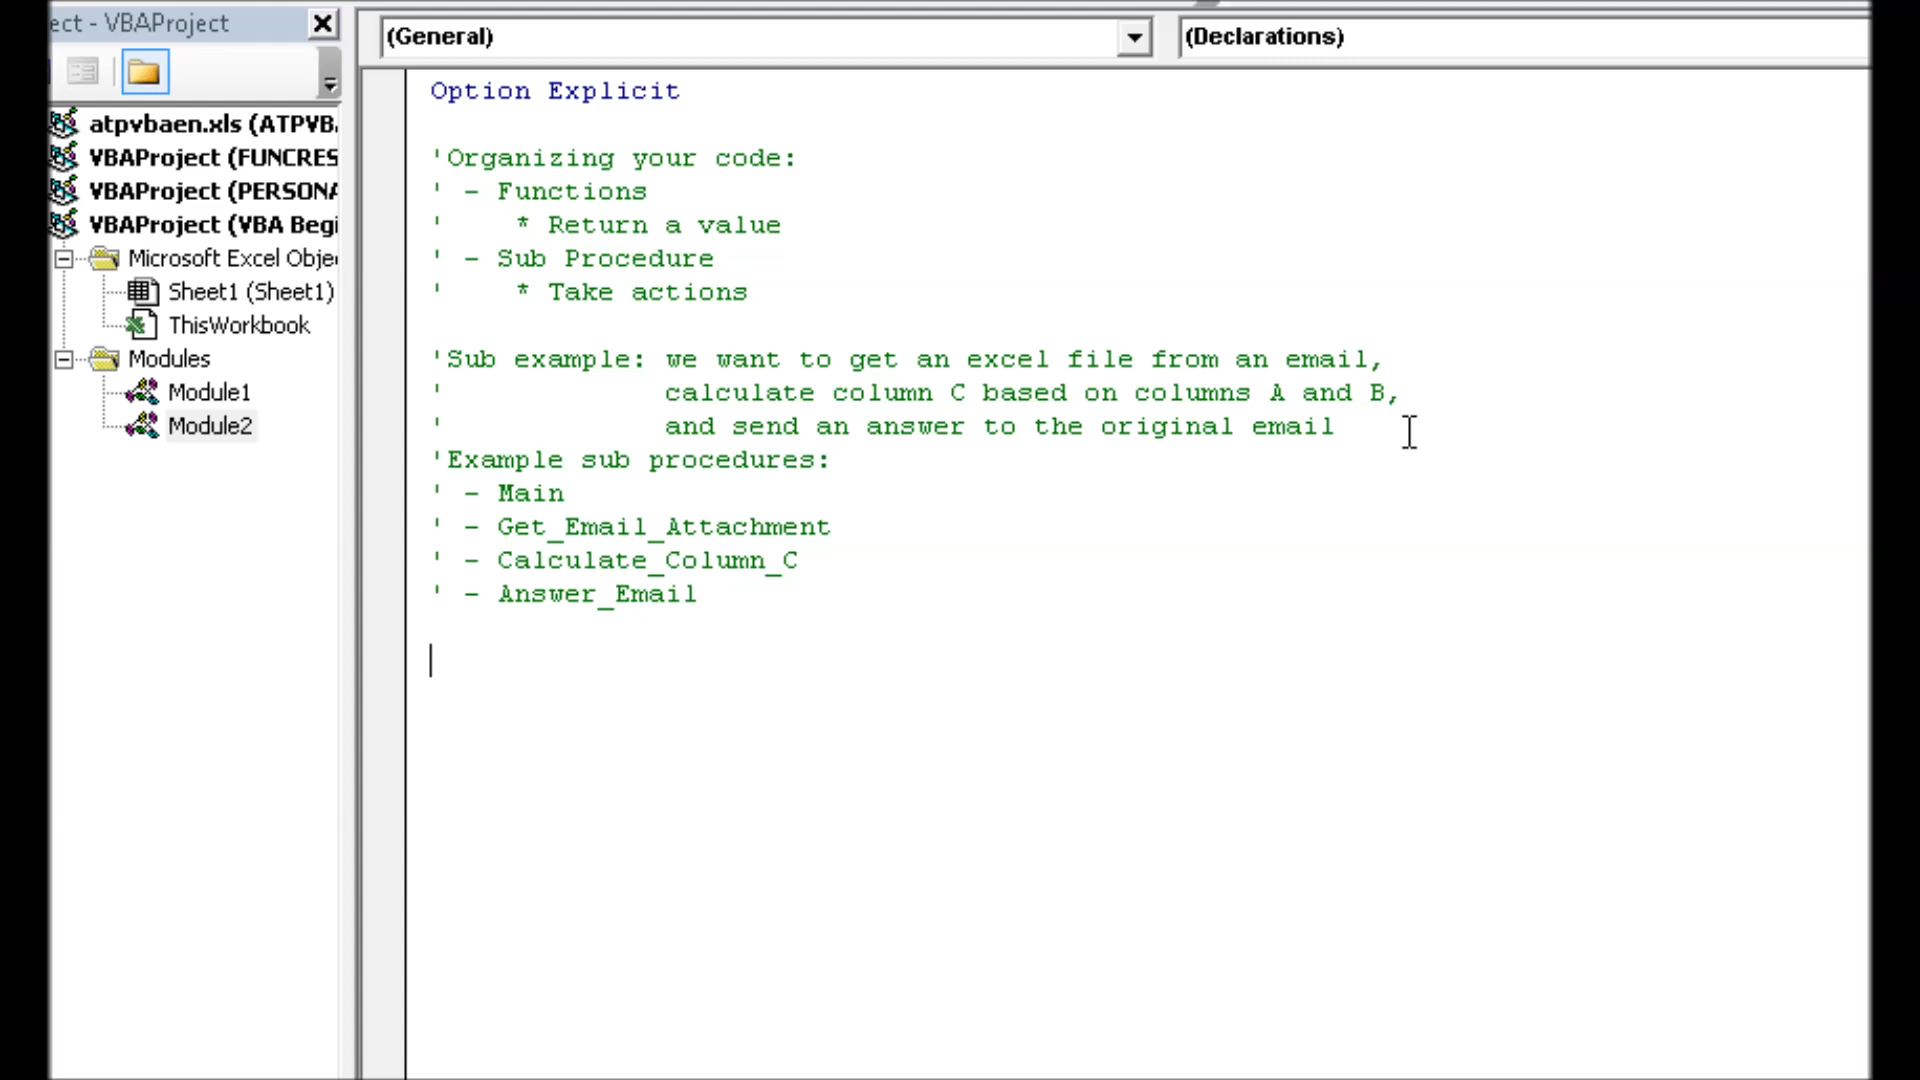 ect - VBAProject
(General)
(Declarations)
atpvbaen.xls (ATPVB
VBAProject (FUNCRES
VBAProject (PERSONA
VBAProject (VBA Begi
Microsoft Excel Obje
Sheet1 (Sheet1)
ThisWorkbook
Modules
Module1
Module2
Option Explicit
'Organizing your code:
' - Functions
'    * Return a value
' - Sub Procedure
'    * Take actions
'Sub example: we want to get an excel file from an email,
'             calculate column C based on columns A and B,
'             and send an answer to the original email
'Example sub procedures:
' - Main
' - Get_Email_Attachment
' - Calculate_Column_C
' - Answer_Email